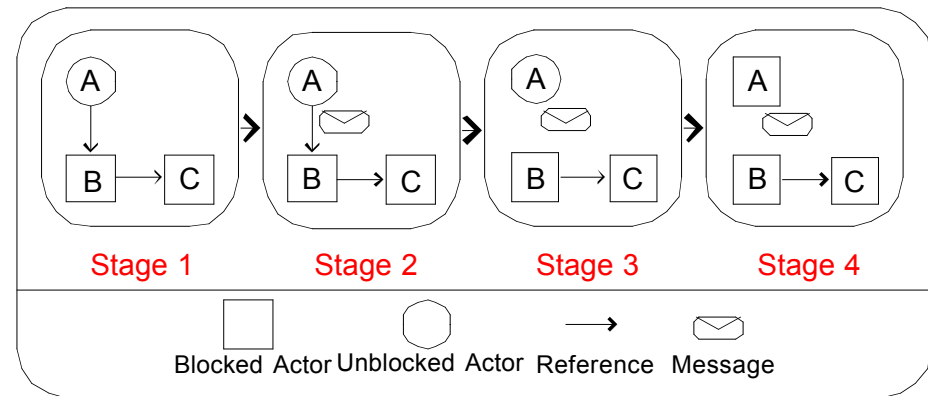 A A A A
B C B C B C B C
Stage 1 Stage 2 Stage 3 Stage 4
Blocked Actor Unblocked Actor Reference Message